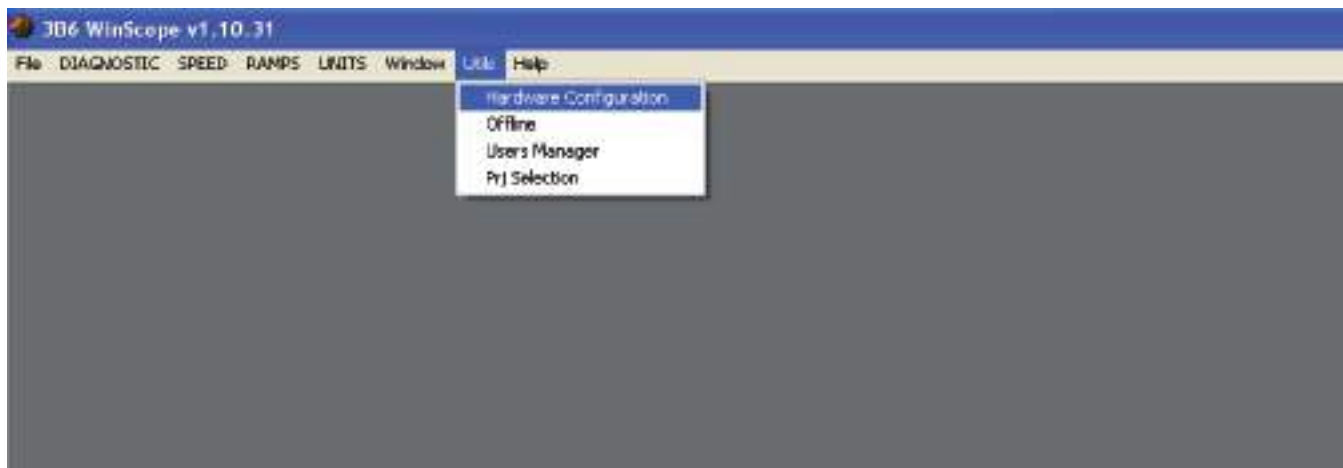 3B6 WinScope v1.10.31
File DIAGNOSTIC SPEED RAMPS UNITS Window Utils Help
Hardware Configuration
Offline
Users Manager
Prj Selection